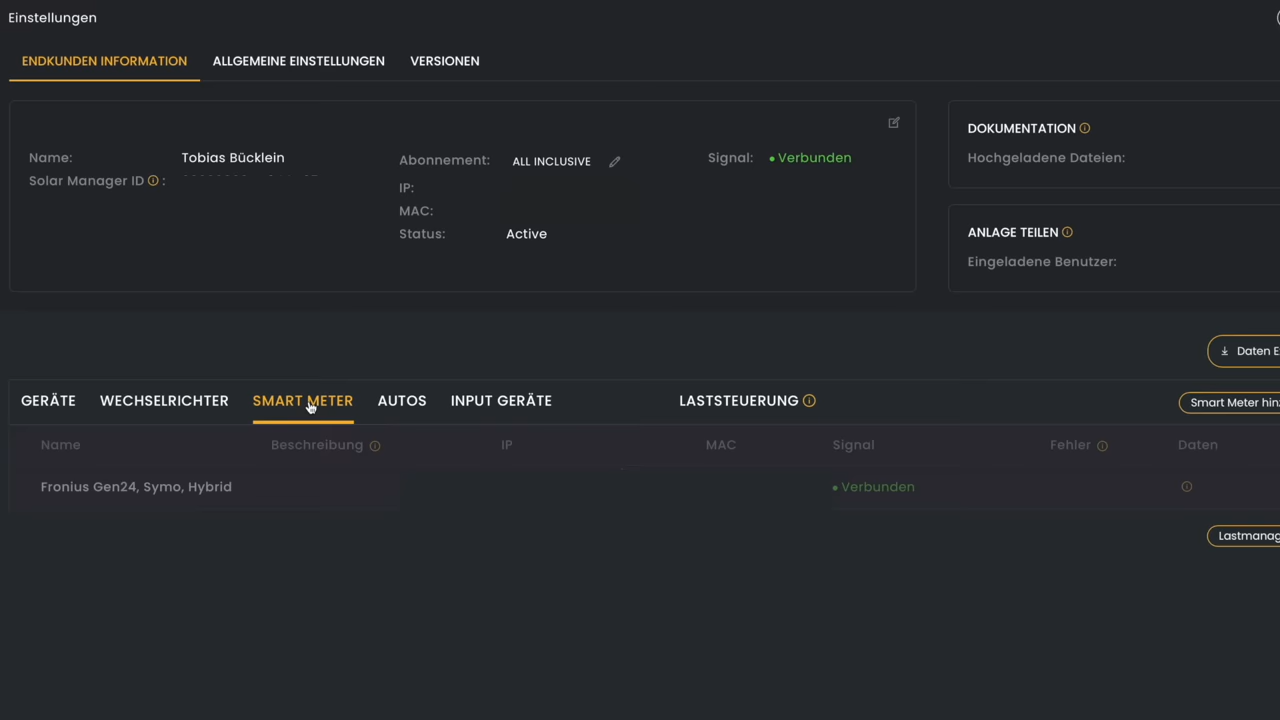 Einstellungen
ENDKUNDEN INFORMATION ALLGEMEINE EINSTELLUNGEN VERSIONEN
Name: Tobias Bücklein
Solar Manager ID :
Abonnement: ALL INCLUSIVE
IP:
MAC:
Status: Active
Signal: Verbunden
DOKUMENTATION
Hochgeladene Dateien:
ANLAGE TEILEN
Eingeladene Benutzer:
Daten E
GERÄTE WECHSELRICHTER SMART METER AUTOS INPUT GERÄTE LASTSTEUERUNG Smart Meter hin
Name Beschreibung IP MAC Signal Fehler Daten
Fronius Gen24, Symo, Hybrid Verbunden
Lastmanag